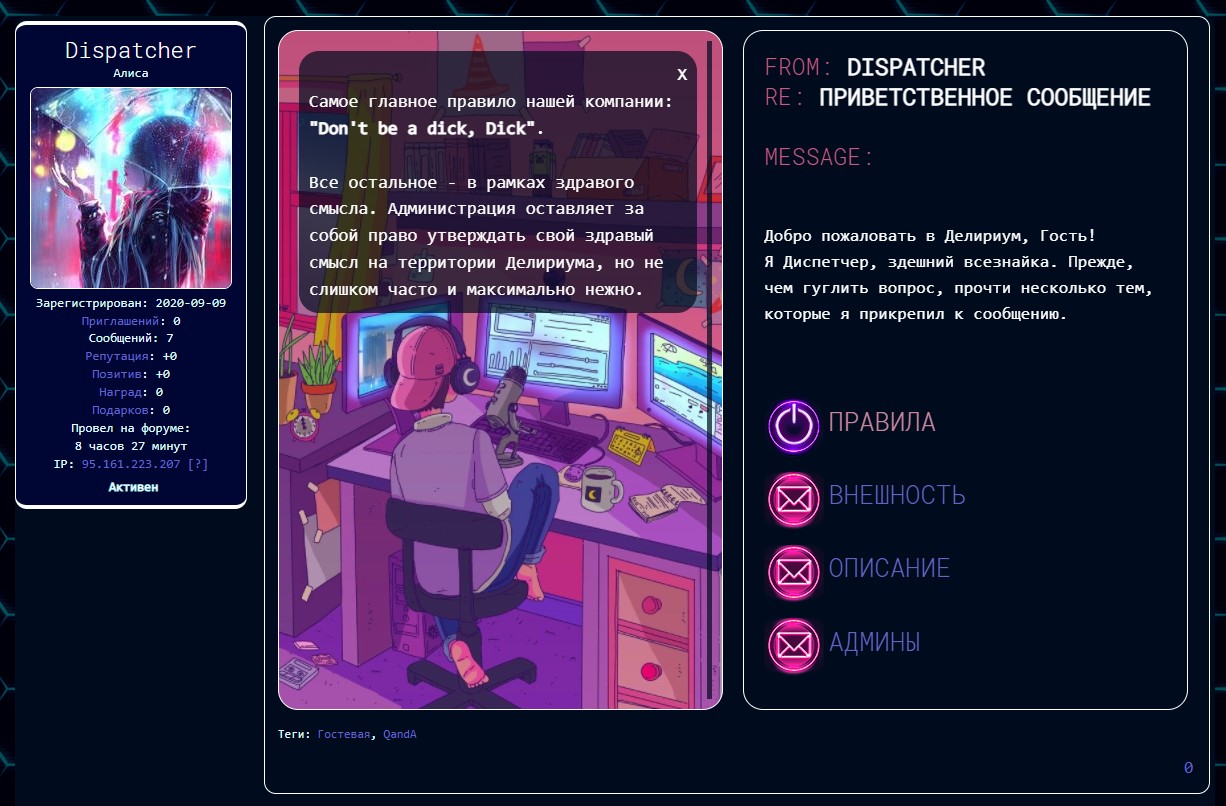 Dispatcher
Алиса
Зарегистрирован: 2020-09-09
Приглашений: 0
Сообщений: 7
Репутация: +0
Позитив: +0
Наград: 0
Подарков: 0
Провел на форуме:
8 часов 27 минут
IP: 95.161.223.207 [?]
Активен
X
Самое главное правило нашей компании:
"Don't be a dick, Dick".
Все остальное - в рамках здравого
смысла. Администрация оставляет за
собой право утверждать свой здравый
смысл на территории Делириума, но не
слишком часто и максимально нежно.
FROM: DISPATCHER
RE: ПРИВЕТСТВЕННОЕ СООБЩЕНИЕ
MESSAGE:
Добро пожаловать в Делириум, Гость!
Я Диспетчер, здешний всезнайка. Прежде,
чем гуглить вопрос, прочти несколько тем,
которые я прикрепил к сообщению.
ПРАВИЛА
ВНЕШНОСТЬ
ОПИСАНИЕ
АДМИНЫ
Теги: Гостевая, QandA
0